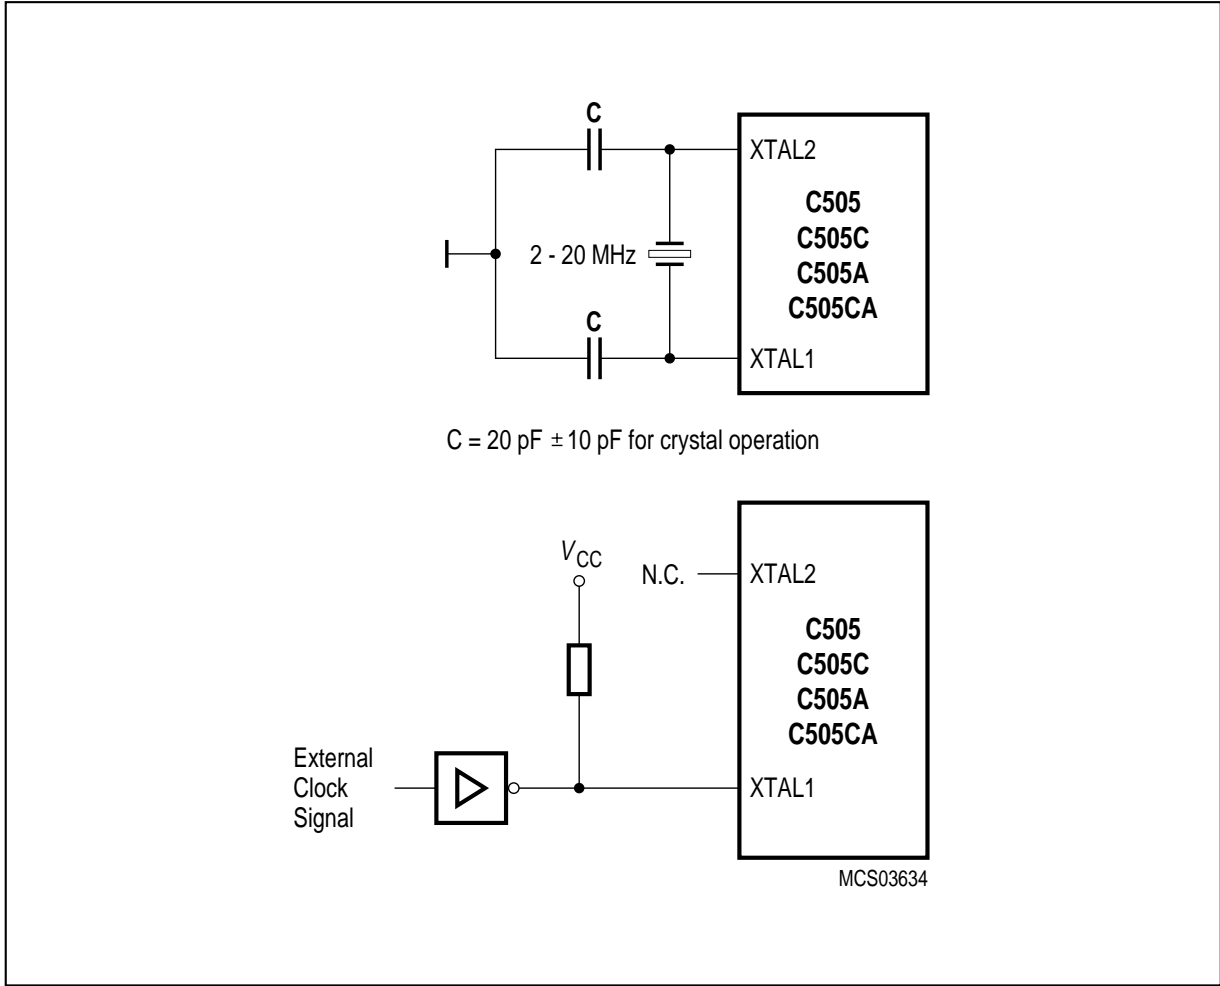 C
XTAL2
C505
C505C
2 - 20 MHz
C505A
C505CA
C
XTAL1
C = 20 pF ± 10 pF for crystal operation
VCC
N.C.
XTAL2
C505
C505C
C505A
C505CA
External
Clock
Signal
XTAL1
MCS03634